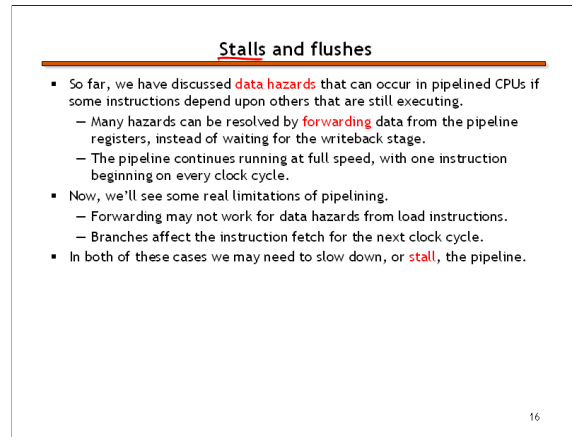 Stalls and flushes
▪ So far, we have discussed data hazards that can occur in pipelined CPUs if
some instructions depend upon others that are still executing.
— Many hazards can be resolved by forwarding data from the pipeline
registers, instead of waiting for the writeback stage.
— The pipeline continues running at full speed, with one instruction
beginning on every clock cycle.
▪ Now, we’ll see some real limitations of pipelining.
— Forwarding may not work for data hazards from load instructions.
— Branches affect the instruction fetch for the next clock cycle.
▪ In both of these cases we may need to slow down, or stall, the pipeline.
16